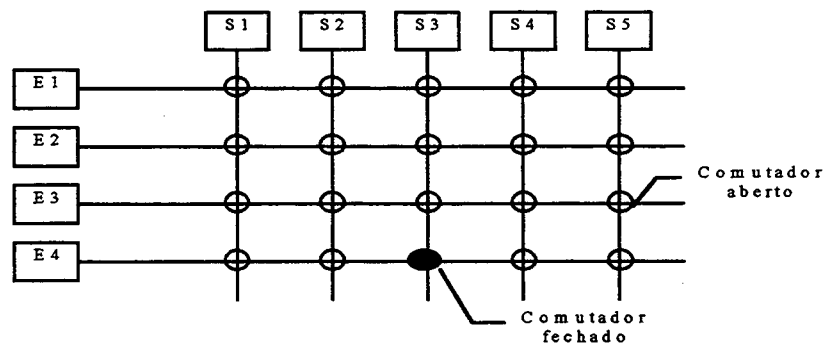 S1 S2 S3 S4 S5
E1
E2
E3
E4
Comutador
aberto
Comutador
fechado